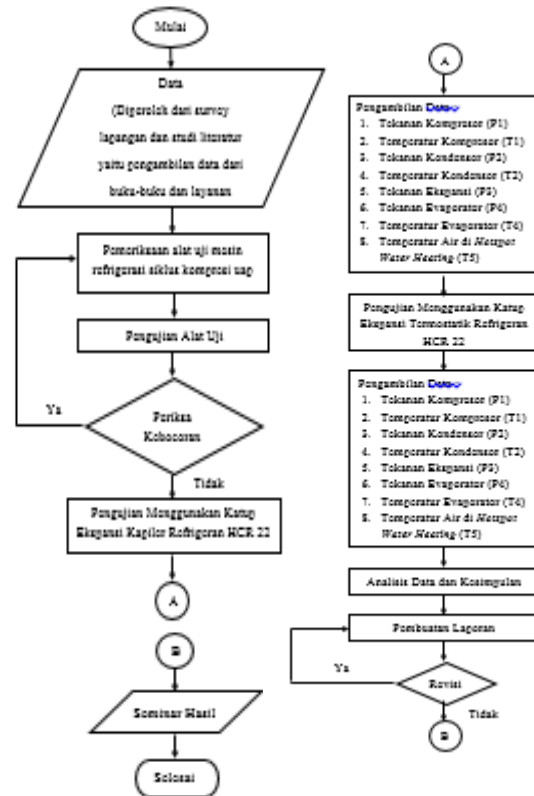 Mulai
Data
(Diperoleh dari survey
lapangan dan studi literatur
yaitu pengambilan data dari
buku-buku dan layanan
Pemeriksaan alat uji mesin
refrigerasi siklus kompresi uap
Pengujian Alat Uji
Periksa
Kebocoran
Ya
Tidak
Pengujian Menggunakan Katup
Ekspansi Kapiler Refrigeran HCR 22
A
A
Pengambilan Data
1. Tekanan Kompresor (P1)
2. Temperatur Kompresor (T1)
3. Tekanan Kondensor (P2)
4. Temperatur Kondensor (T2)
5. Tekanan Ekspansi (P3)
6. Tekanan Evaporator (P4)
7. Temperatur Evaporator (T4)
8. Temperatur Air di Hotspot
Water Heating (T5)
Pengujian Menggunakan Katup
Ekspansi Termostatik Refrigeran
HCR 22
Pengambilan Data
1. Tekanan Kompresor (P1)
2. Temperatur Kompresor (T1)
3. Tekanan Kondensor (P2)
4. Temperatur Kondensor (T2)
5. Tekanan Ekspansi (P3)
6. Tekanan Evaporator (P4)
7. Temperatur Evaporator (T4)
8. Temperatur Air di Hotspot
Water Heating (T5)
Analisis Data dan Kesimpulan
Pembuatan Laporan
Ya
Revisi
Tidak
B
B
Seminar Hasil
Selesai